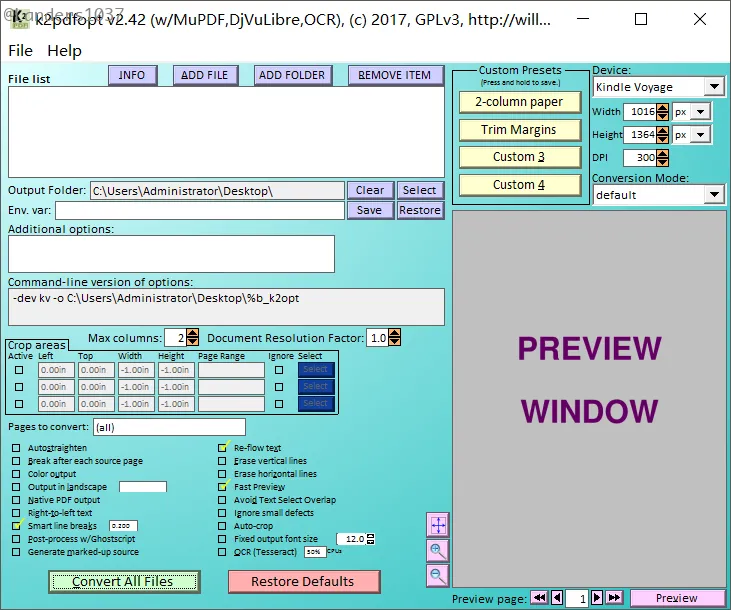 @tanders1037
k2pdfopt v2.42 (w/MuPDF,DjVuLibre,OCR), (c) 2017, GPLv3, http://will...
File Help
File list INFO ADD FILE ADD FOLDER REMOVE ITEM
Output Folder: C:\Users\Administrator\Desktop\ Clear Select
Env. var: Save Restore
Additional options:
Command-line version of options:
-dev kv -o C:\Users\Administrator\Desktop\%b_k2opt
Max columns: 2 Document Resolution Factor: 1.0
Crop areas
Active Left Top Width Height Page Range Ignore Select
0.00in 0.00in -1.00in -1.00in Select
0.00in 0.00in -1.00in -1.00in Select
0.00in 0.00in -1.00in -1.00in Select
Pages to convert: (all)
Autostraighten
Break after each source page
Color output
Output in landscape
Native PDF output
Right-to-left text
Smart line breaks 0.200
Post-process w/Ghostscript
Generate marked-up source
Re-flow text
Erase vertical lines
Erase horizontal lines
Fast Preview
Avoid Text Select Overlap
Ignore small defects
Auto-crop
Fixed output font size 12.0
OCR (Tesseract) 50% CPUs
Convert All Files Restore Defaults
Custom Presets
(Press and hold to save.)
2-column paper
Trim Margins
Custom 3
Custom 4
Device:
Kindle Voyage
Width 1016 px
Height 1364 px
DPI 300
Conversion Mode:
default
PREVIEW
WINDOW
Preview page: 1 Preview